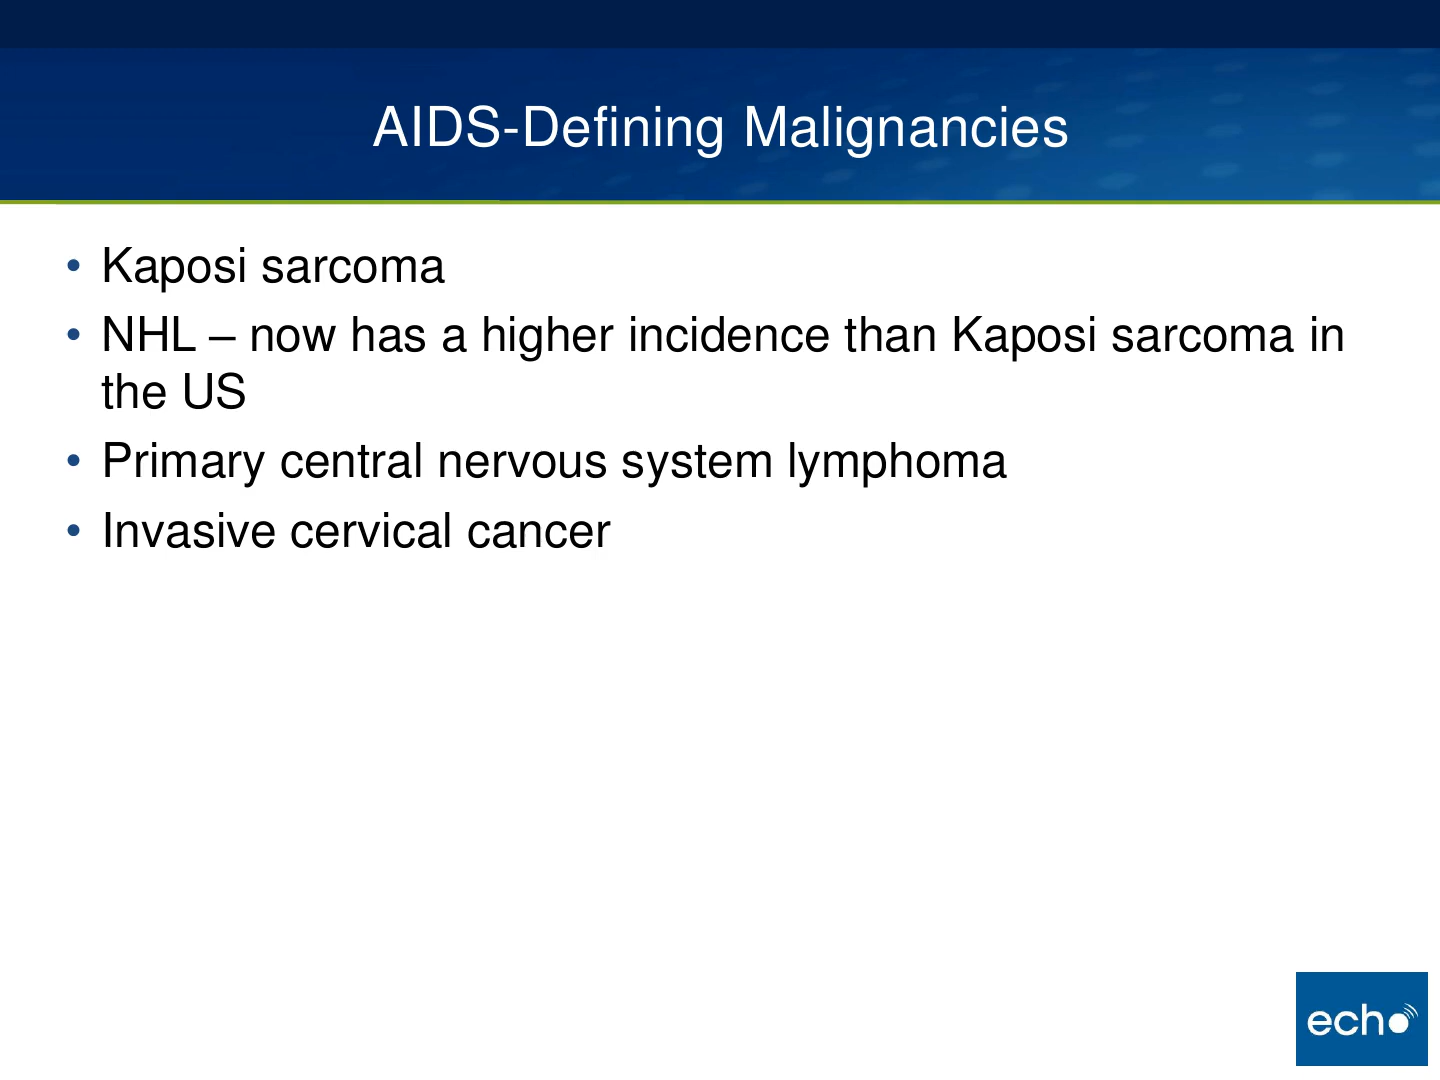 AIDS-Defining Malignancies
• Kaposi sarcoma
• NHL – now has a higher incidence than Kaposi sarcoma in
the US
• Primary central nervous system lymphoma
• Invasive cervical cancer
echo